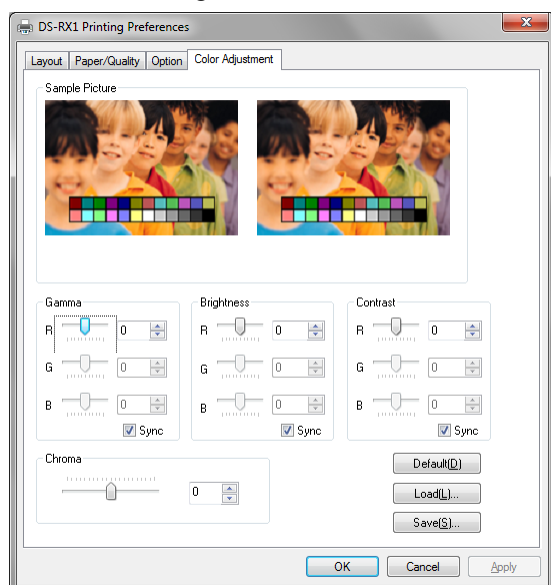 DS-RX1 Printing Preferences
Layout Paper/Quality Option Color Adjustment
Sample Picture
Gamma Brightness Contrast
R 0 R 0 R 0
G 0 G 0 G 0
B 0 B 0 B 0
Sync Sync Sync
Chroma
0
Default(D)
Load(L)...
Save(S)...
OK Cancel Apply